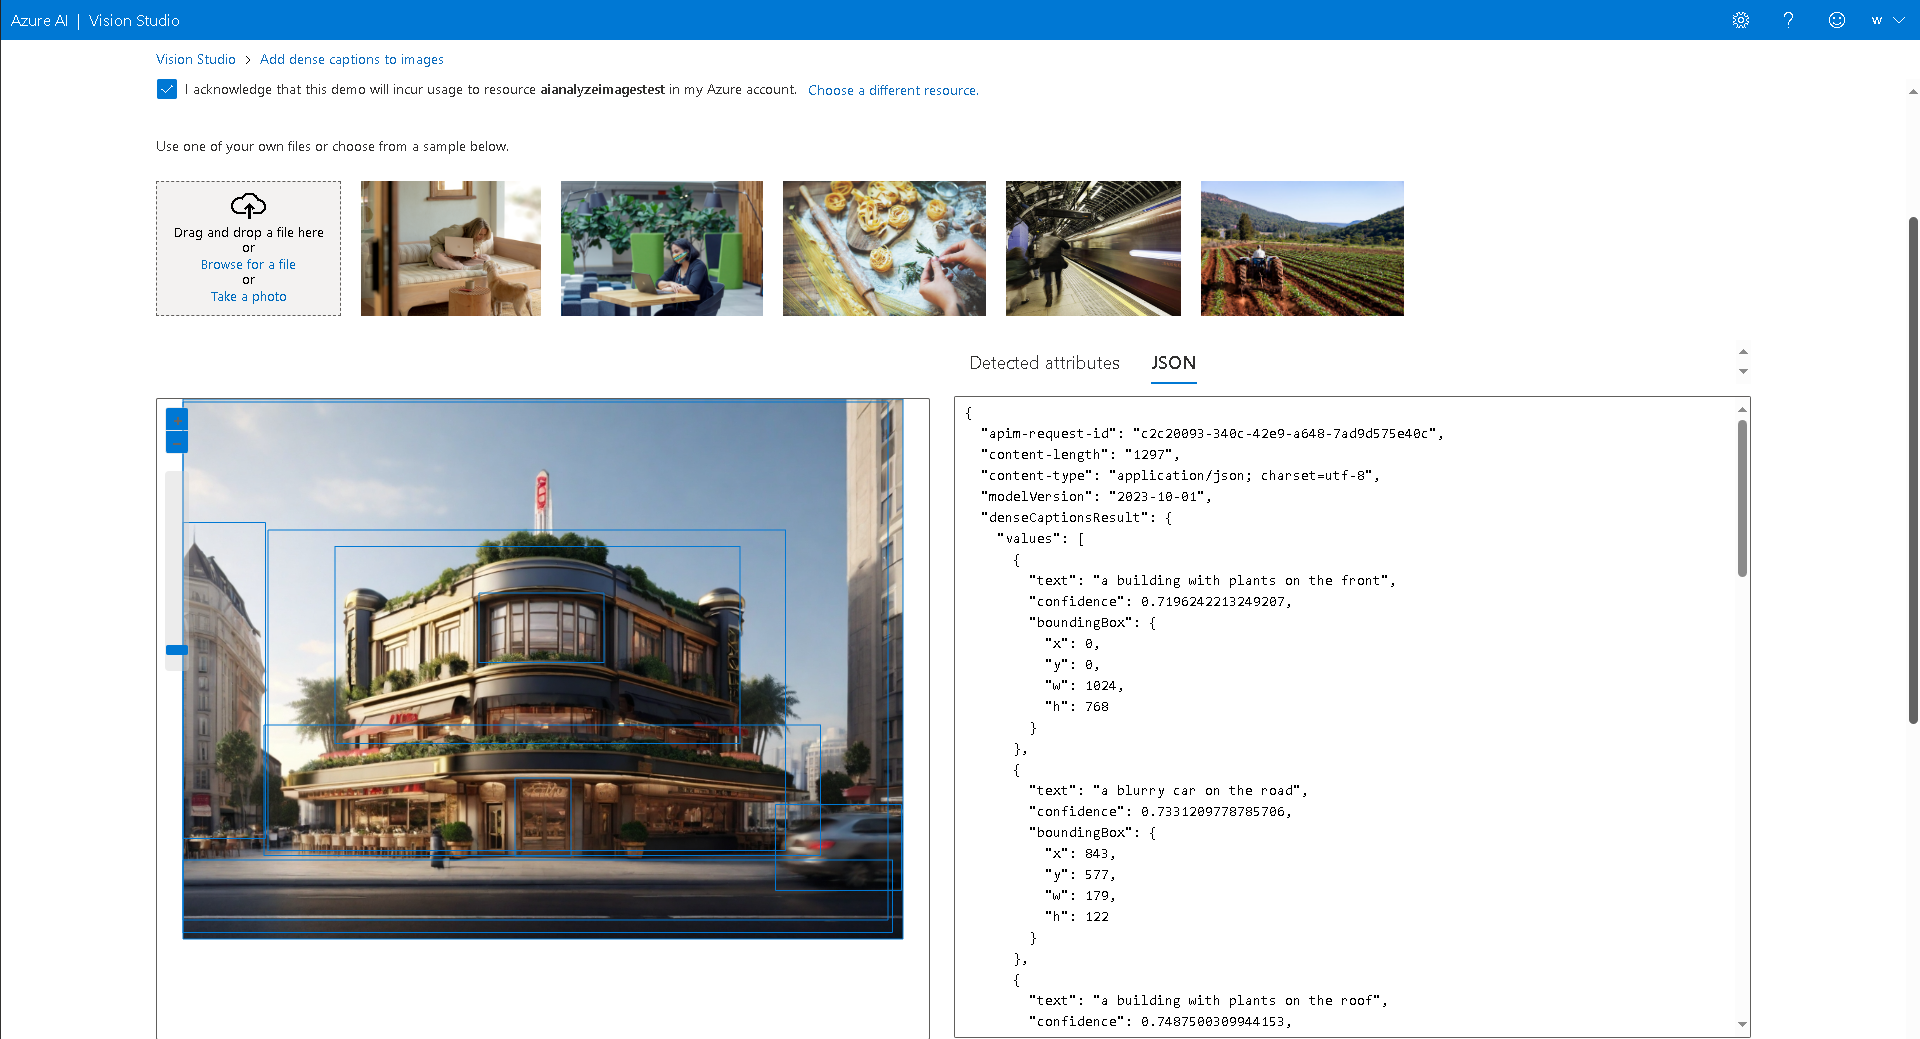 Azure AI | Vision Studio
w
Vision Studio > Add dense captions to images
I acknowledge that this demo will incur usage to resource aianalyzeimagestest in my Azure account. Choose a different resource.
Use one of your own files or choose from a sample below.
Drag and drop a file here
or
Browse for a file
or
Take a photo
Detected attributes JSON
{
"apim-request-id": "c2c20093-340c-42e9-a648-7ad9d575e40c",
"content-length": "1297",
"content-type": "application/json; charset=utf-8",
"modelVersion": "2023-10-01",
"denseCaptionsResult": {
"values": [
{
"text": "a building with plants on the front",
"confidence": 0.7196242213249207,
"boundingBox": {
"x": 0,
"y": 0,
"w": 1024,
"h": 768
}
},
{
"text": "a blurry car on the road",
"confidence": 0.7331209778785706,
"boundingBox": {
"x": 843,
"y": 577,
"w": 179,
"h": 122
}
},
{
"text": "a building with plants on the roof",
"confidence": 0.7487500309944153,